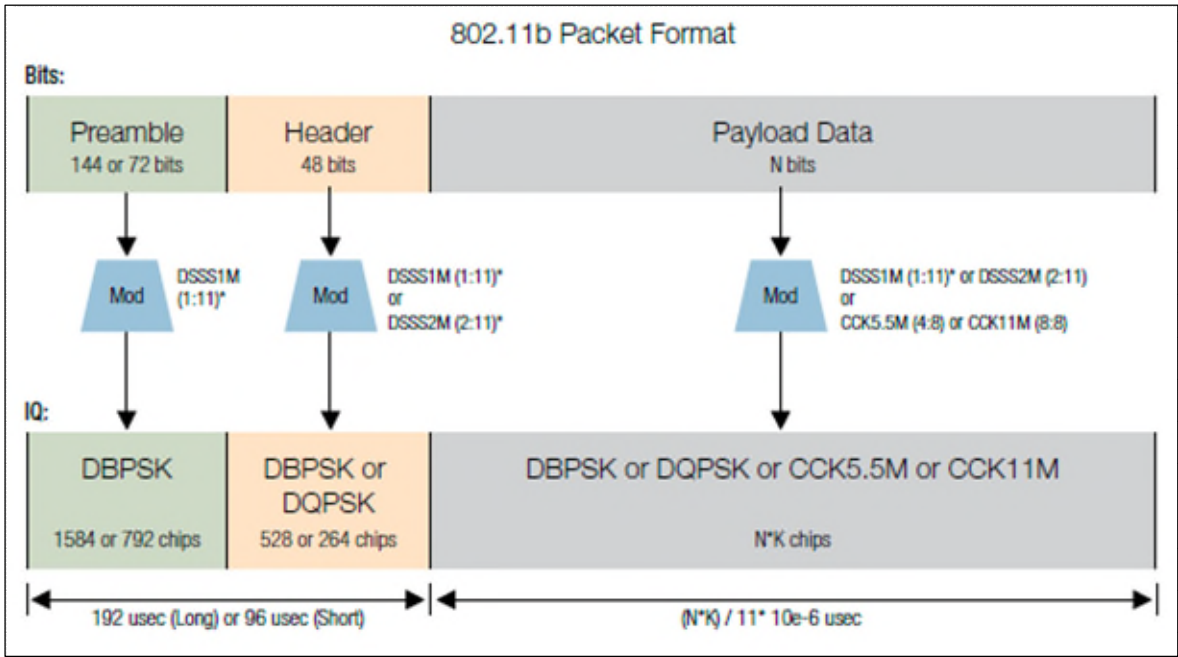 802.11b Packet Format
Bits:
Preamble
144 or 72 bits
Header
48 bits
Payload Data
N bits
Mod
DSSS1M
(1:11)*
Mod
DSSS1M (1:11)*
or
DSSS2M (2:11)*
Mod
DSSS1M (1:11)* or DSSS2M (2:11)
or
CCK5.5M (4:8) or CCK11M (8:8)
IQ:
DBPSK
1584 or 792 chips
DBPSK or
DQPSK
528 or 264 chips
DBPSK or DQPSK or CCK5.5M or CCK11M
N*K chips
192 usec (Long) or 96 usec (Short)
(N*K) / 11* 10e-6 usec